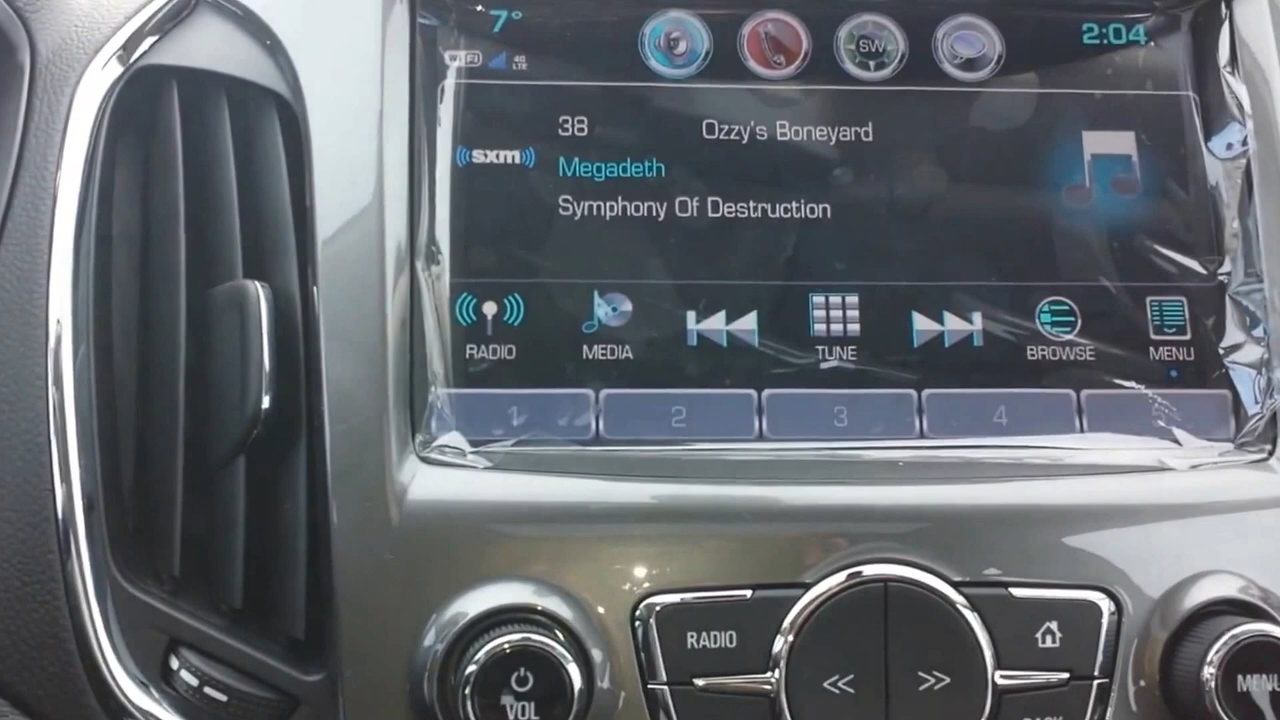 7°
SW
2:04
WIFI
4G
LTE
38
Ozzy's Boneyard
sxm
Megadeth
Symphony Of Destruction
RADIO
MEDIA
TUNE
BROWSE
MENU
1
2
3
4
RADIO
VOL
MENU